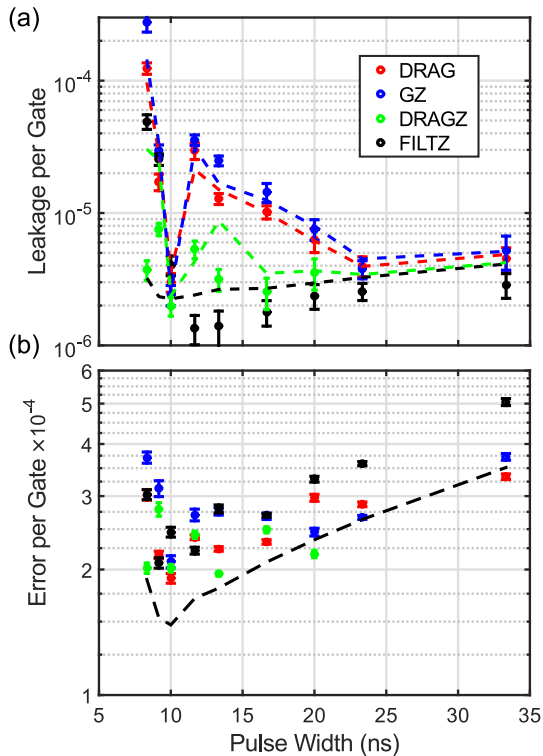 (a)
10^-4
10^-5
10^-6
Leakage per Gate
DRAG
GZ
DRAGZ
FILTZ
(b)
6
5
4
3
2
1
Error per Gate ×10^-4
5 10 15 20 25 30 35
Pulse Width (ns)